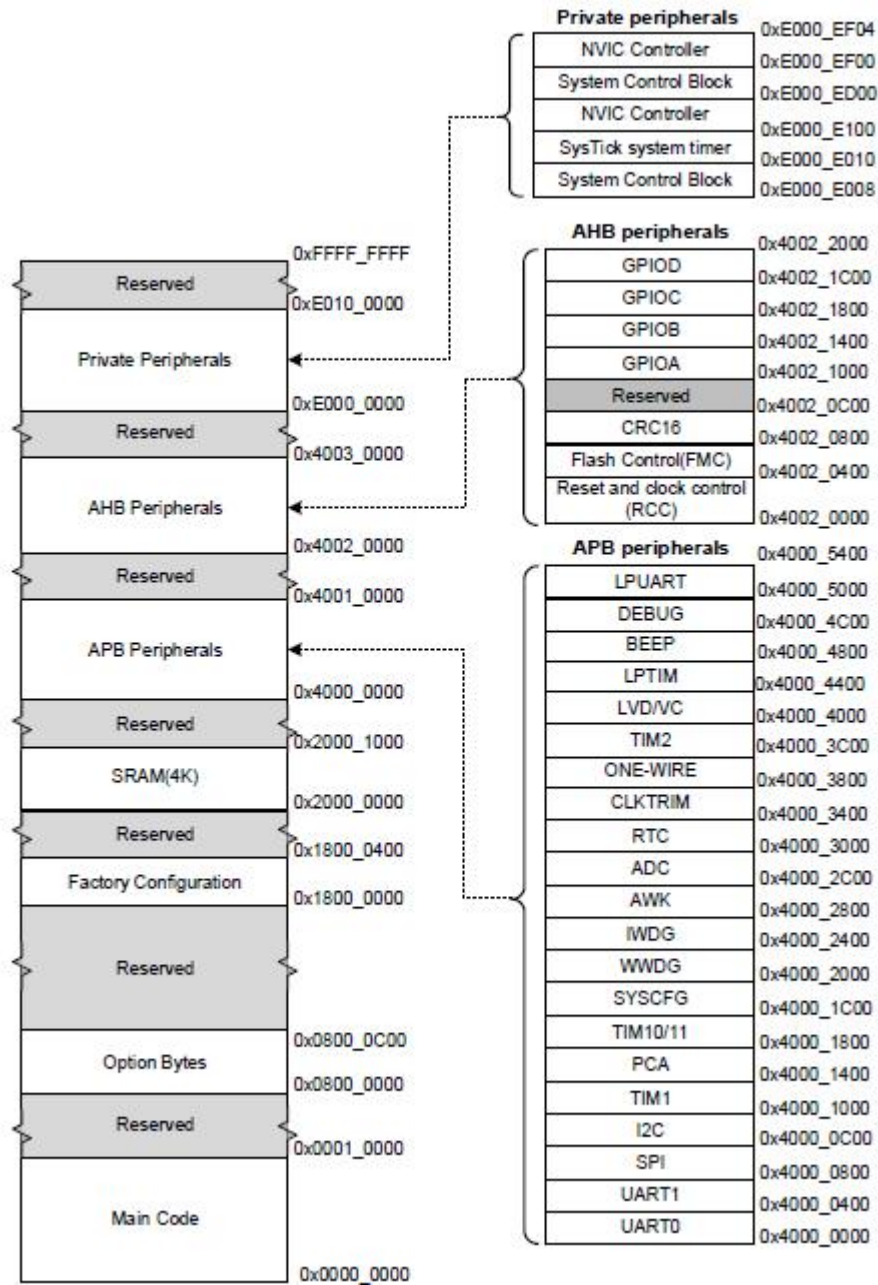 Private peripherals
0xE000_EF04
NVIC Controller
0xE000_EF00
System Control Block
0xE000_ED00
NVIC Controller
0xE000_E100
SysTick system timer
0xE000_E010
System Control Block
0xE000_E008
AHB peripherals
0x4002_2000
GPIOD
0x4002_1C00
GPIOC
0x4002_1800
GPIOB
0x4002_1400
GPIOA
0x4002_1000
Reserved
0x4002_0C00
CRC16
0x4002_0800
Flash Control(FMC)
0x4002_0400
Reset and clock control
(RCC)
0x4002_0000
APB peripherals
0x4000_5400
LPUART
0x4000_5000
DEBUG
0x4000_4C00
BEEP
0x4000_4800
LPTIM
0x4000_4400
LVD/VC
0x4000_4000
TIM2
0x4000_3C00
ONE-WIRE
0x4000_3800
CLKTRIM
0x4000_3400
RTC
0x4000_3000
ADC
0x4000_2C00
AWK
0x4000_2800
IWDG
0x4000_2400
WWDG
0x4000_2000
SYSCFG
0x4000_1C00
TIM10/11
0x4000_1800
PCA
0x4000_1400
TIM1
0x4000_1000
I2C
0x4000_0C00
SPI
0x4000_0800
UART1
0x4000_0400
UART0
0x4000_0000
0xFFFF_FFFF
Reserved
0xE010_0000
Private Peripherals
0xE000_0000
Reserved
0x4003_0000
AHB Peripherals
0x4002_0000
Reserved
0x4001_0000
APB Peripherals
0x4000_0000
Reserved
0x2000_1000
SRAM(4K)
0x2000_0000
Reserved
0x1800_0400
Factory Configuration
0x1800_0000
Reserved
0x0800_0C00
Option Bytes
0x0800_0000
Reserved
0x0001_0000
Main Code
0x0000_0000